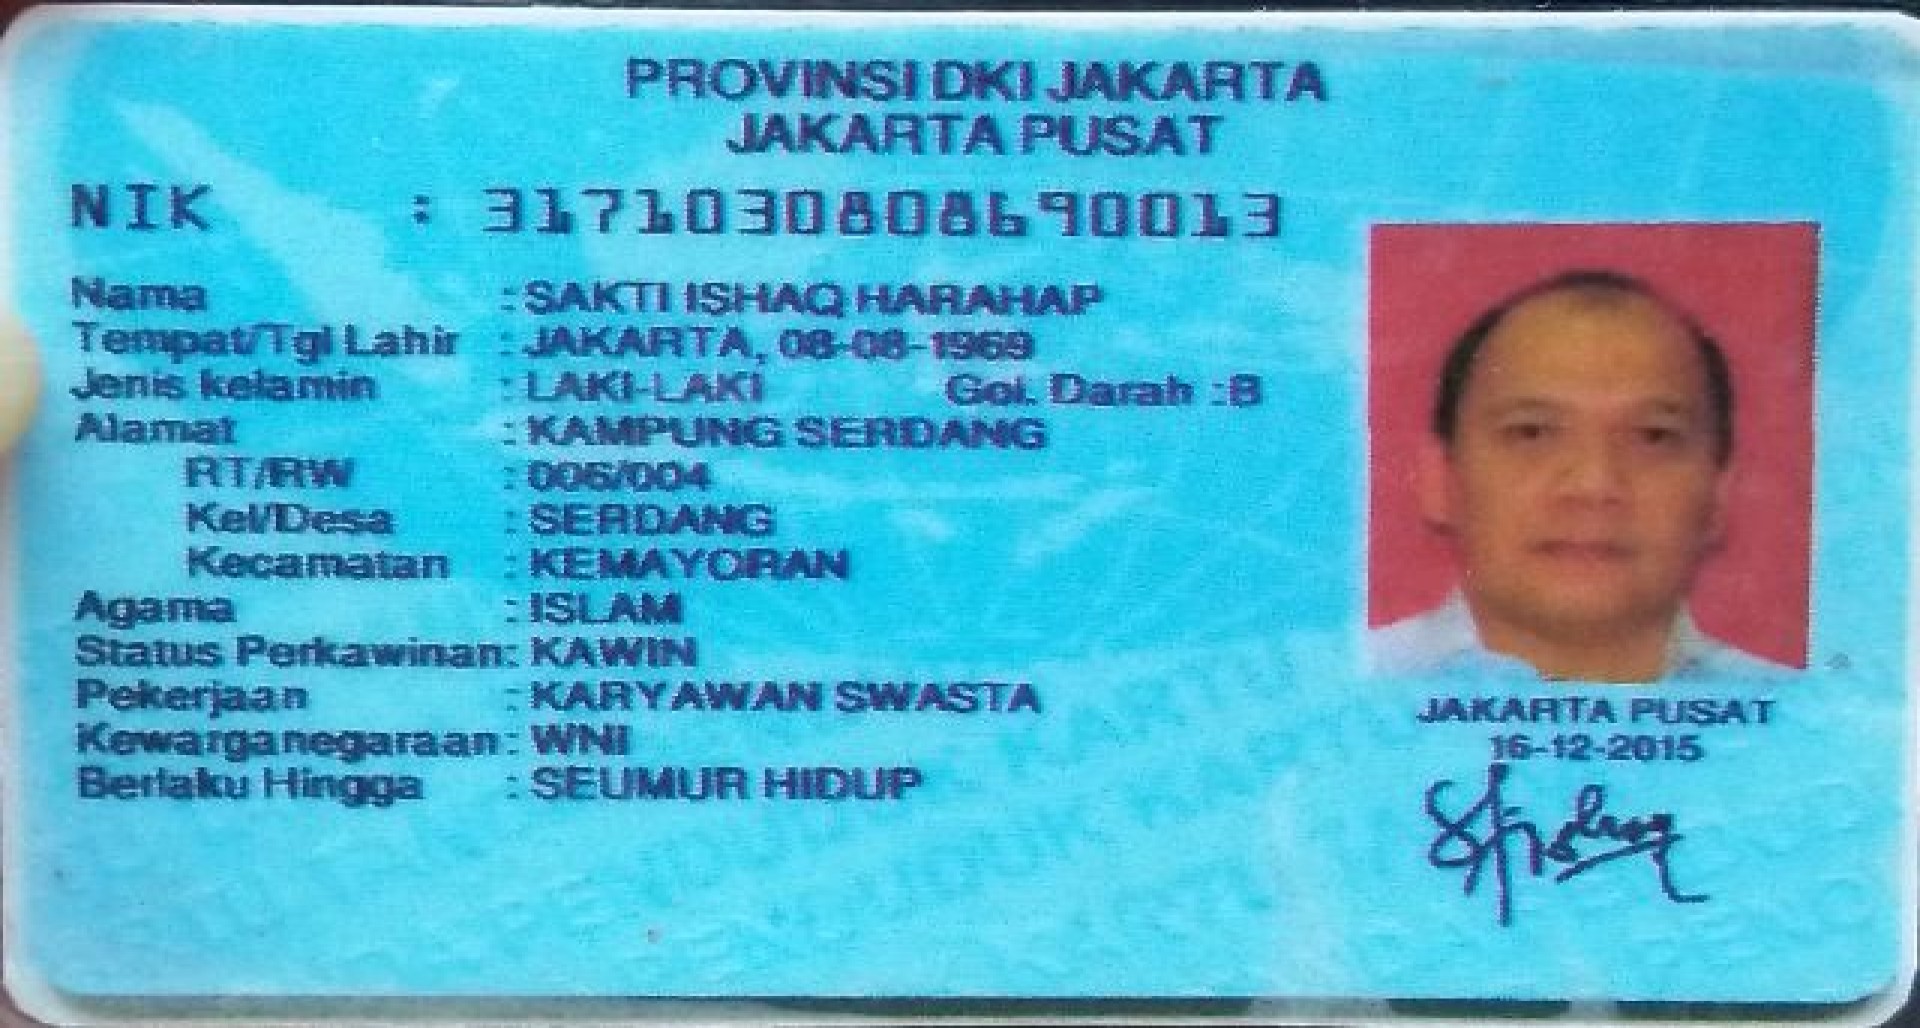 PROVINSI DKI JAKARTA
JAKARTA PUSAT
NIK : 3171030808690013
Nama : SAKTI ISHAQ HARAHAP
Tempat/Tgl Lahir : JAKARTA, 08-08-1969
Jenis kelamin : LAKI-LAKI Gol. Darah : B
Alamat : KAMPUNG SERDANG
RT/RW : 006/004
Kel/Desa : SERDANG
Kecamatan : KEMAYORAN
Agama : ISLAM
Status Perkawinan: KAWIN
Pekerjaan : KARYAWAN SWASTA
Kewarganegaraan: WNI
Berlaku Hingga : SEUMUR HIDUP
JAKARTA PUSAT
16-12-2015